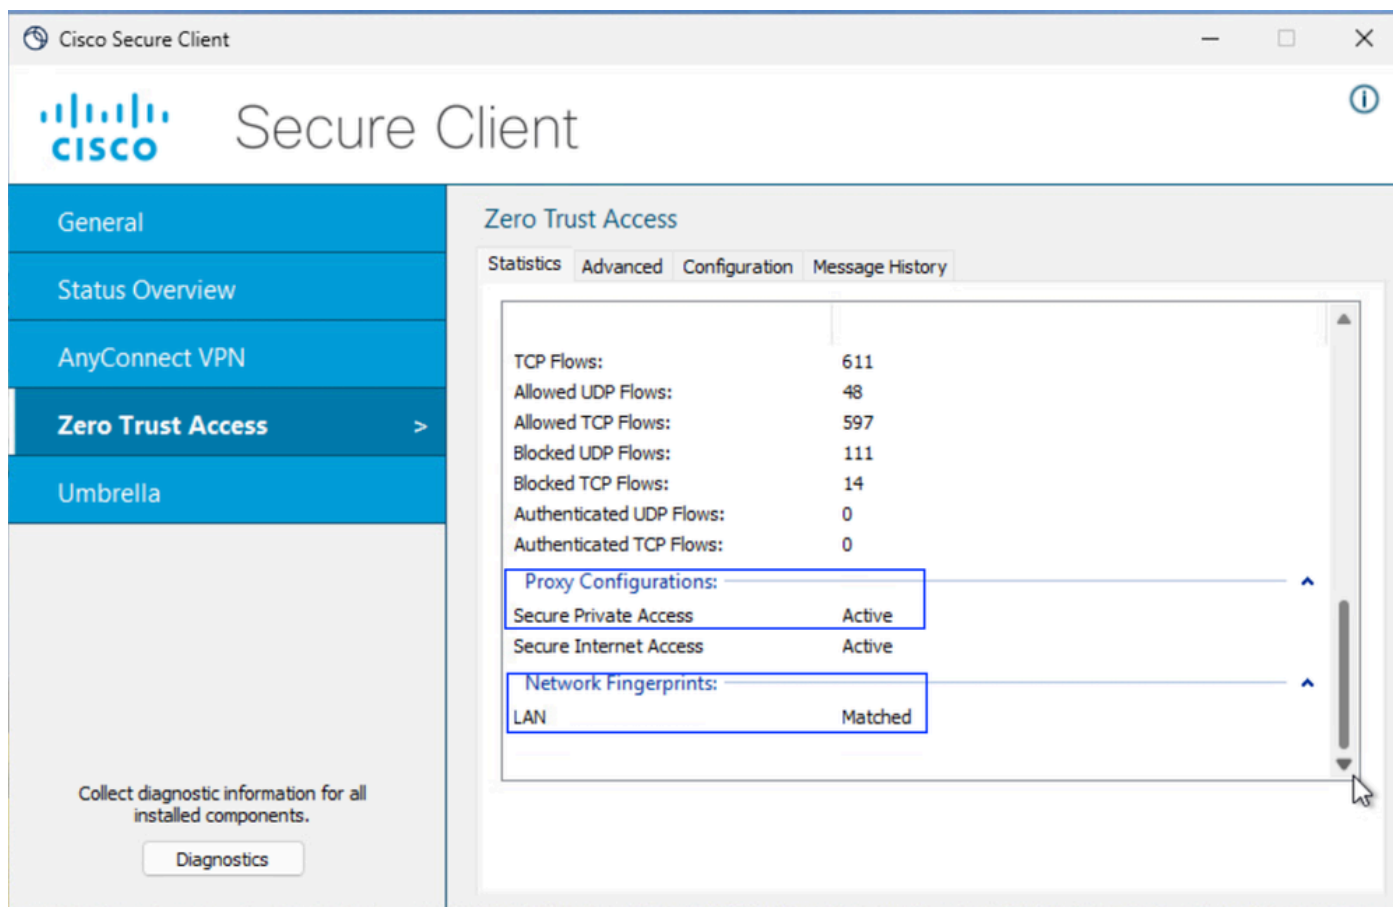 Cisco Secure Client
CISCO
Secure Client
General
Status Overview
AnyConnect VPN
Zero Trust Access >
Umbrella
Collect diagnostic information for all
installed components.
Diagnostics
Zero Trust Access
Statistics Advanced Configuration Message History
TCP Flows: 611
Allowed UDP Flows: 48
Allowed TCP Flows: 597
Blocked UDP Flows: 111
Blocked TCP Flows: 14
Authenticated UDP Flows: 0
Authenticated TCP Flows: 0
Proxy Configurations:
Secure Private Access Active
Secure Internet Access Active
Network Fingerprints:
LAN Matched